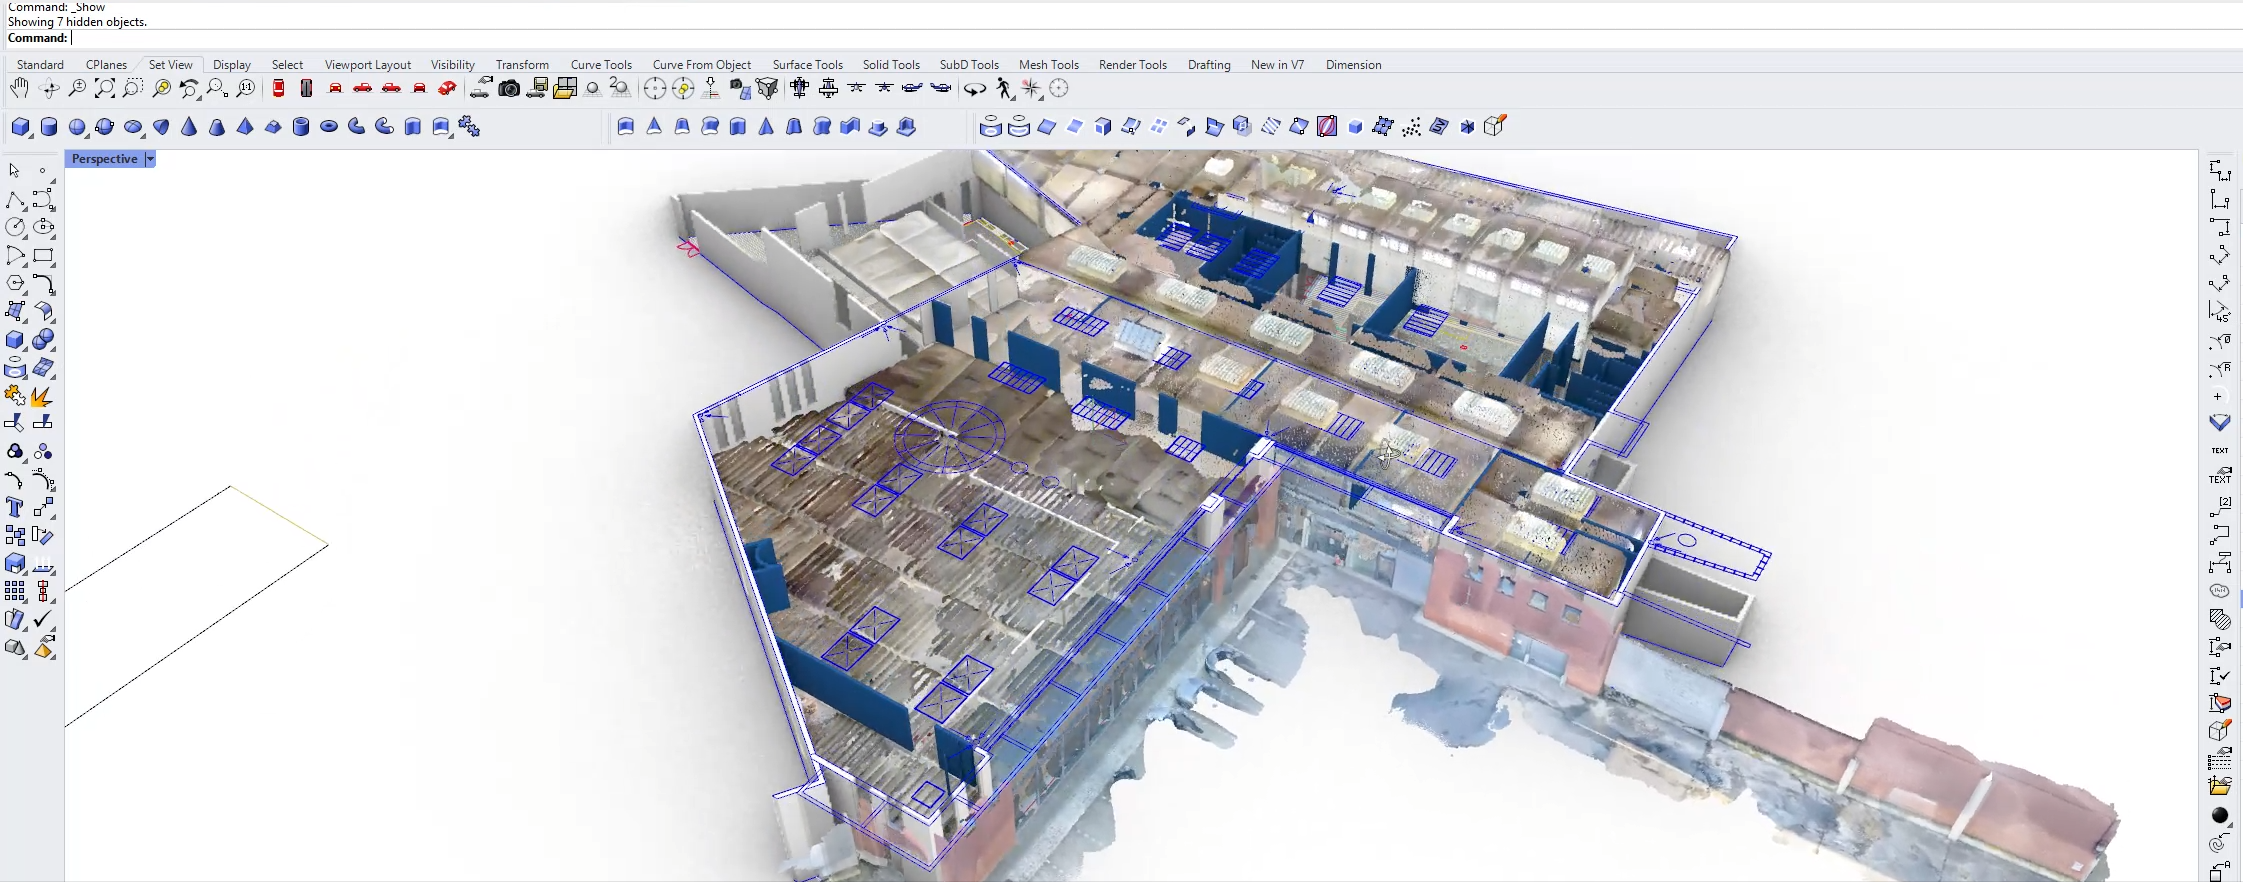 Command: _Show
Showing 7 hidden objects.
Command:
Standard CPlanes Set View Display Select Viewport Layout Visibility Transform Curve Tools Curve From Object Surface Tools Solid Tools SubD Tools Mesh Tools Render Tools Drafting New in V7 Dimension
Perspective
TEXT
TEXT